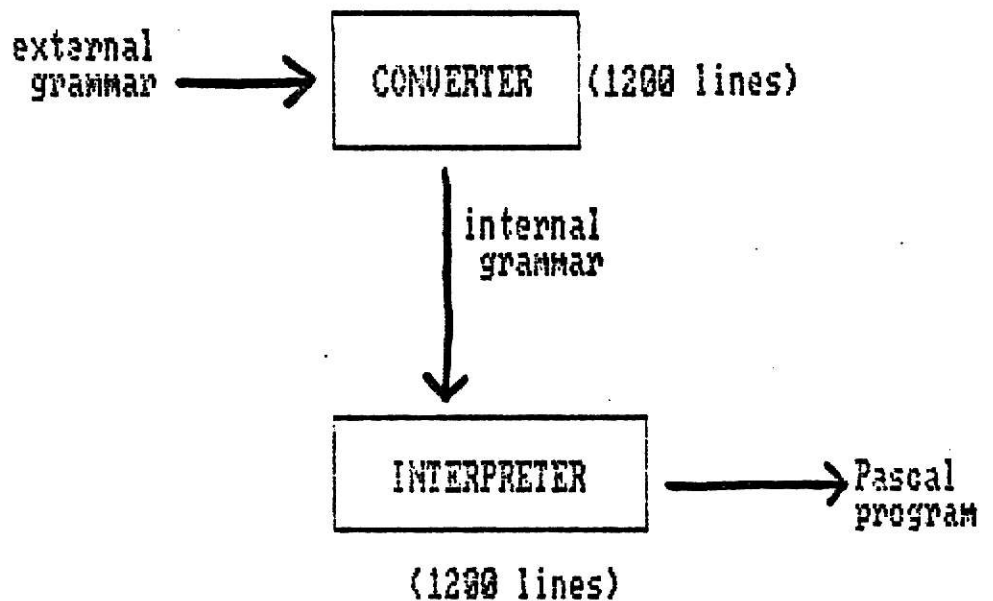 external
grammar
CONVERTER
(1200 lines)
internal
grammar
INTERPRETER
Pascal
program
(1200 lines)